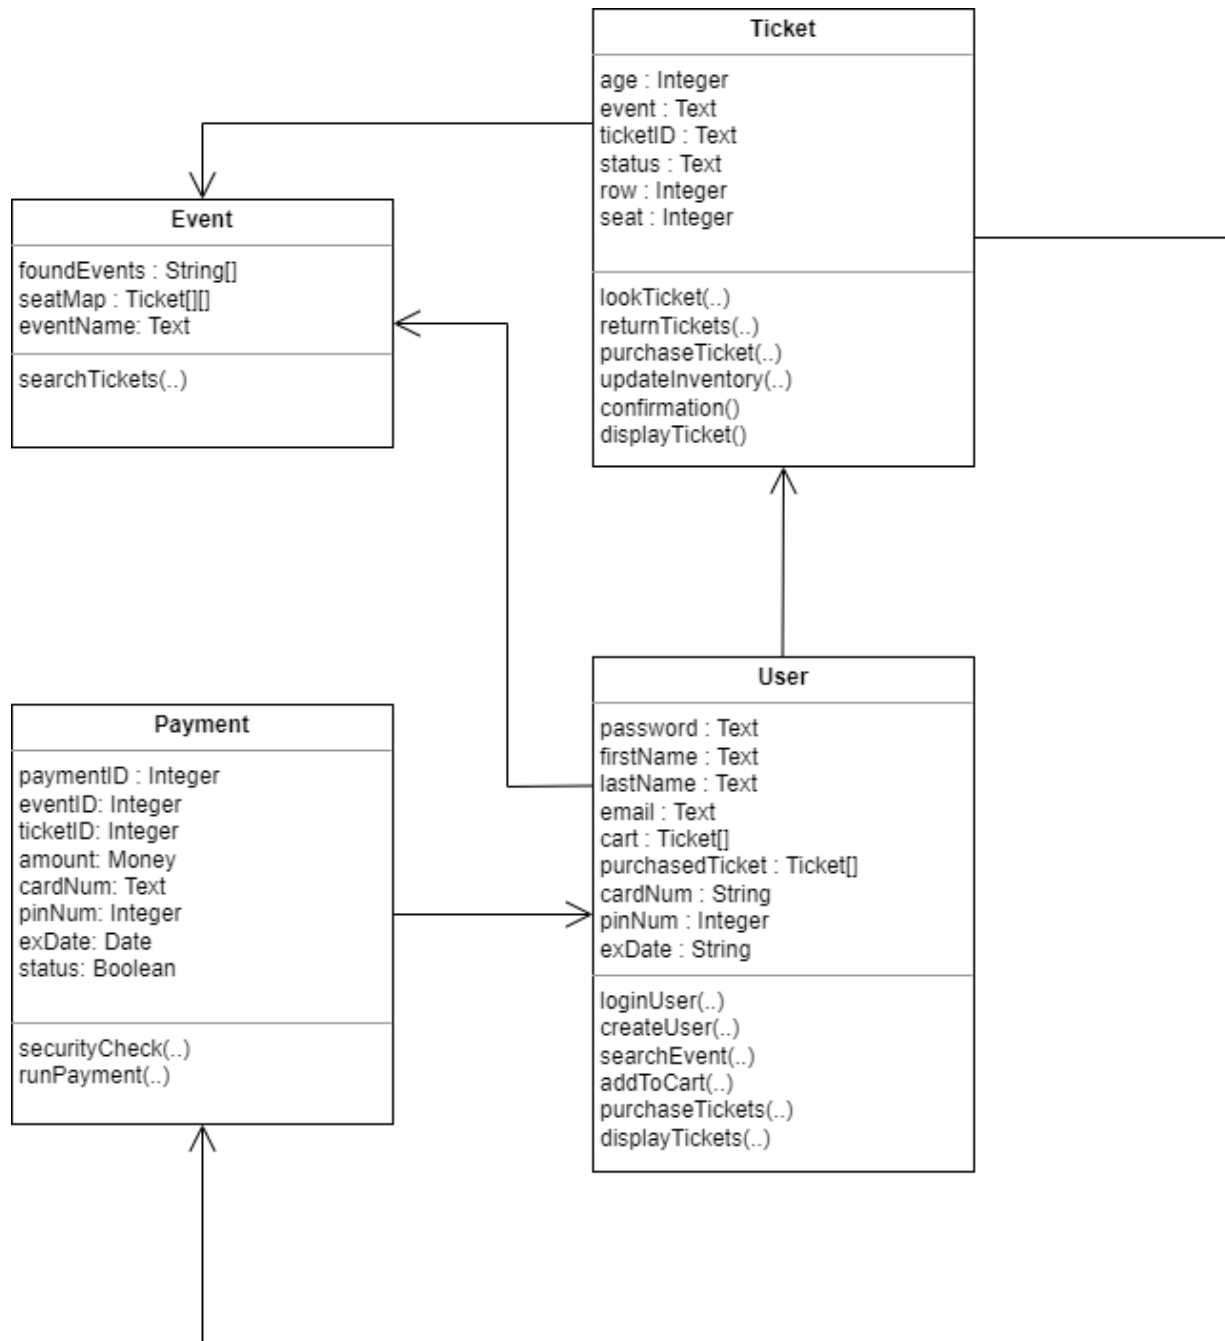 Ticket
age : Integer
event : Text
ticketID : Text
status : Text
row : Integer
seat : Integer
lookTicket(..)
returnTickets(..)
purchaseTicket(..)
updateInventory(..)
confirmation()
displayTicket()
Event
foundEvents : String[]
seatMap : Ticket[][]
eventName: Text
searchTickets(..)
User
password : Text
firstName : Text
lastName : Text
email : Text
cart : Ticket[]
purchasedTicket : Ticket[]
cardNum : String
pinNum : Integer
exDate : String
loginUser(..)
createUser(..)
searchEvent(..)
addToCart(..)
purchaseTickets(..)
displayTickets(..)
Payment
paymentID : Integer
eventID: Integer
ticketID: Integer
amount: Money
cardNum: Text
pinNum: Integer
exDate: Date
status: Boolean
securityCheck(..)
runPayment(..)